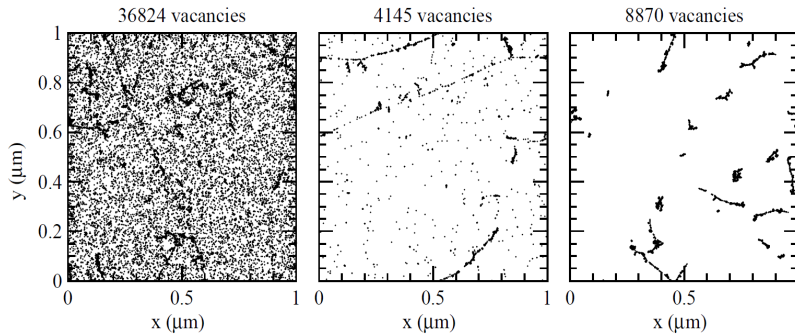 36824 vacancies 4145 vacancies 8870 vacancies
1
0.8
0.6
0.4
0.2
0
y (μm)
0 0.5 1 0 0.5 1 0 0.5 1
x (μm) x (μm) x (μm)